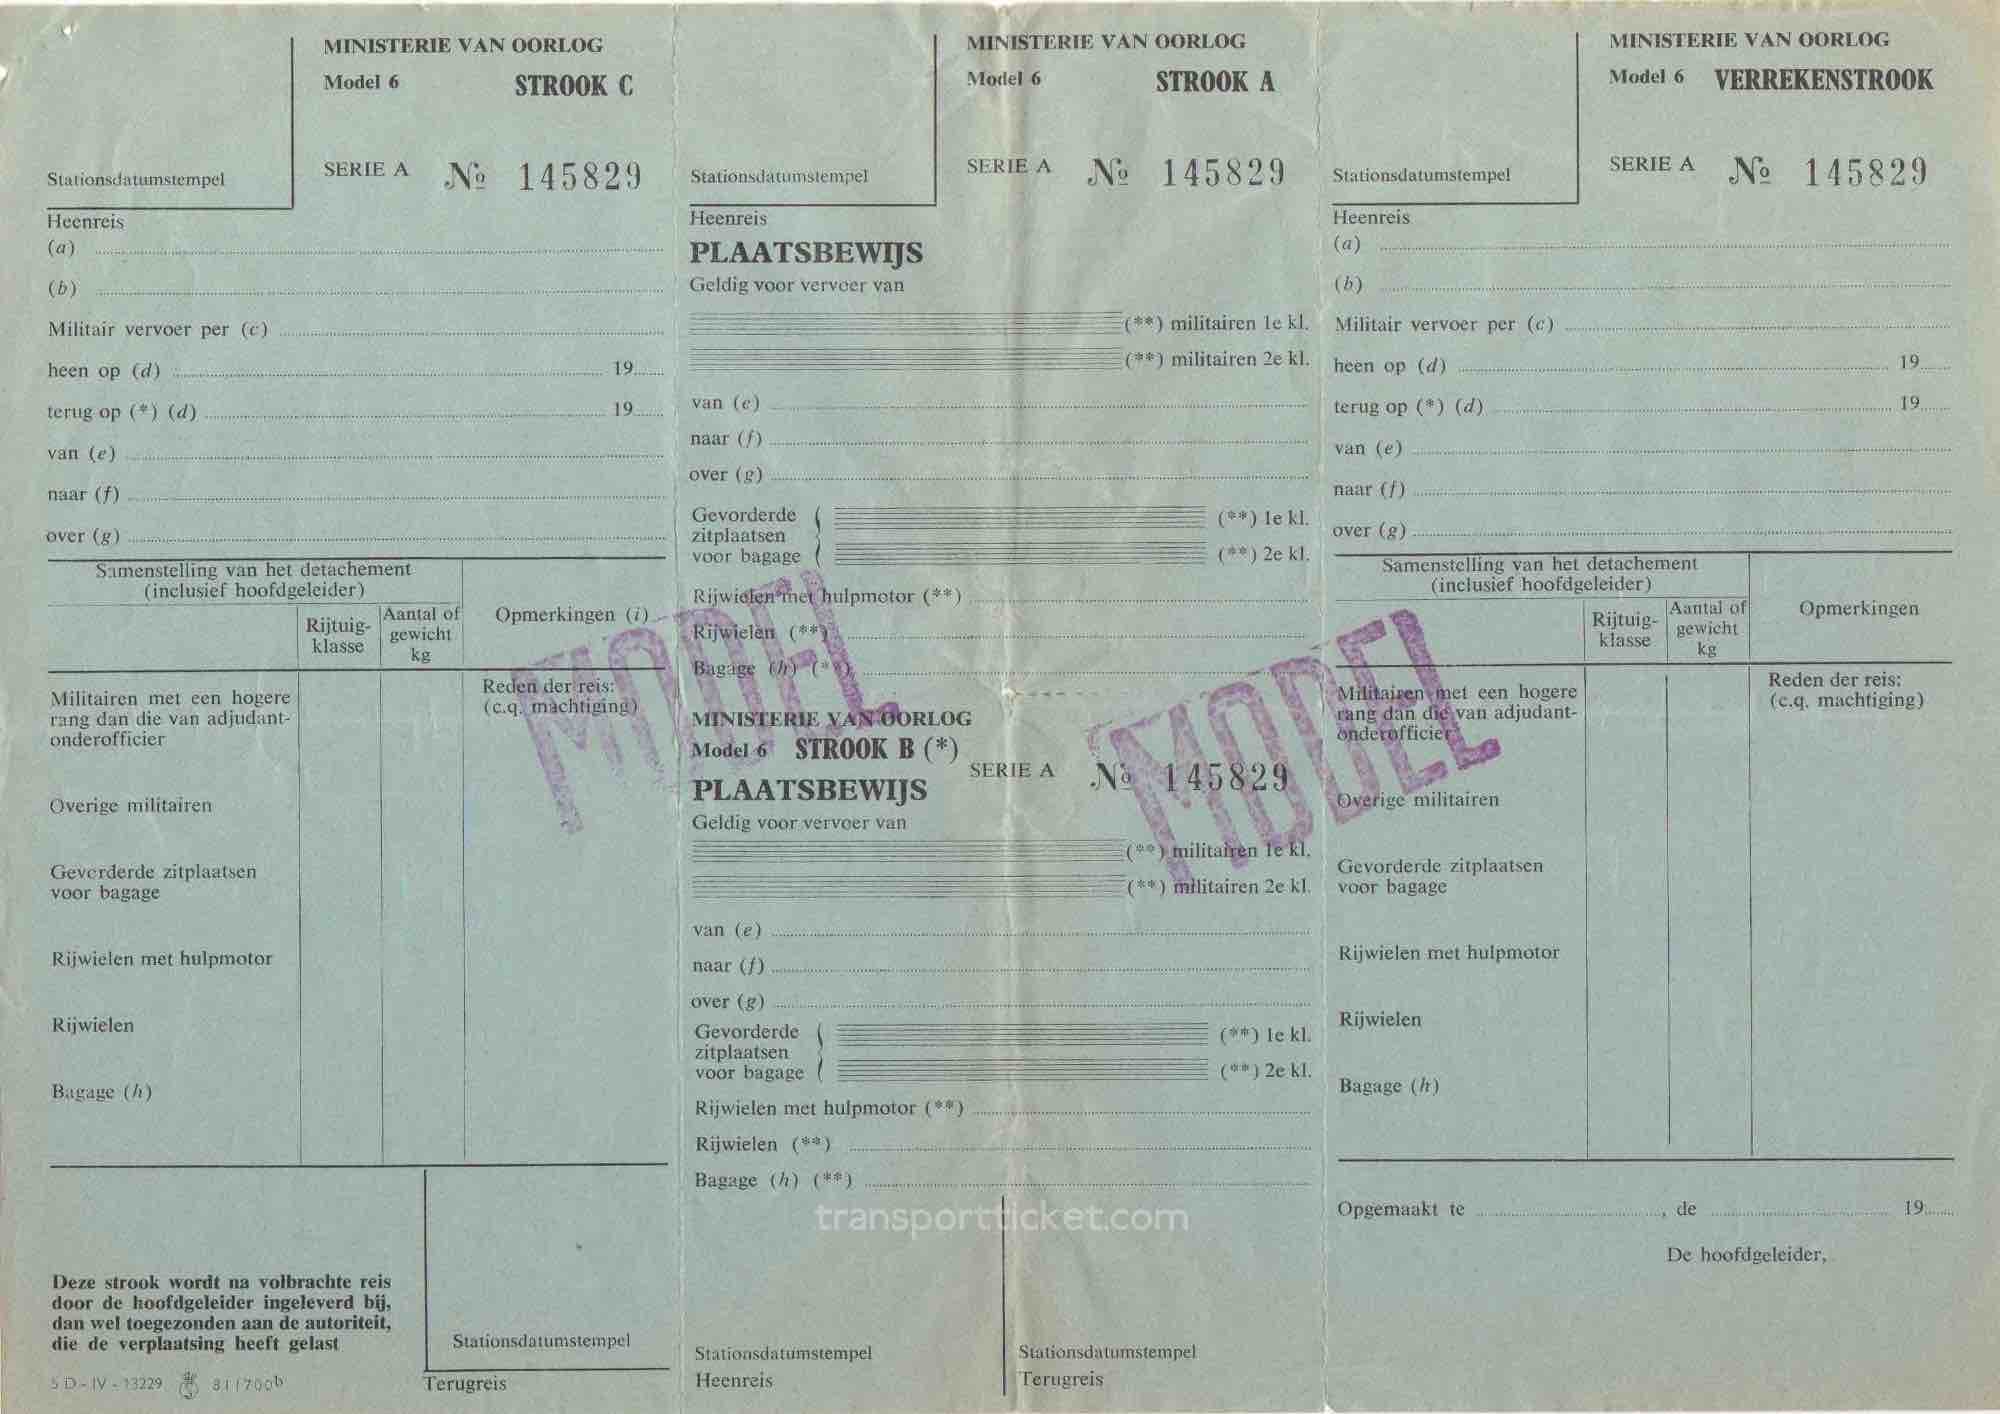 MINISTERIE VAN OORLOG
Model 6 STROOK C
SERIE A № 145829
Stationsdatumstempel
Heenreis
(a)
(b)
Militair vervoer per (c)
heen op (d) 19
terug op (*) (d) 19
van (e)
naar (f)
over (g)
Samenstelling van het detachement
(inclusief hoofdgeleider)
Rijtuig-
klasse
Aantal of
gewicht
kg
Opmerkingen (i)
Militairen met een hogere
rang dan die van adjudant-
onderofficier
Reden der reis:
(c.q. machtiging)
Overige militairen
Gevorderde zitplaatsen
voor bagage
Rijwielen met hulpmotor
Rijwielen
Bagage (h)
Deze strook wordt na volbrachte reis
door de hoofdgeleider ingeleverd bij,
dan wel toegezonden aan de autoriteit,
die de verplaatsing heeft gelast
Stationsdatumstempel
Terugreis
5 D - IV - 13229 311700b
MINISTERIE VAN OORLOG
Model 6 STROOK A
SERIE A № 145829
Stationsdatumstempel
Heenreis
PLAATSBEWIJS
Geldig voor vervoer van
(**) militairen 1e kl.
(**) militairen 2e kl.
van (e)
naar (f)
over (g)
Gevorderde
zitplaatsen
voor bagage
(**) 1e kl.
(**) 2e kl.
Rijwielen met hulpmotor (**)
Rijwielen (**)
Bagage (h) (**)
MODEL
MINISTERIE VAN OORLOG
Model 6 STROOK B (*)
SERIE A № 145829
PLAATSBEWIJS
Geldig voor vervoer van
(**) militairen 1e kl.
(**) militairen 2e kl.
van (e)
naar (f)
over (g)
Gevorderde
zitplaatsen
voor bagage
(**) 1e kl.
(**) 2e kl.
Rijwielen met hulpmotor (**)
Rijwielen (**)
Bagage (h) (**)
transportticket.com
Stationsdatumstempel
Heenreis
Stationsdatumstempel
Terugreis
MODEL
MINISTERIE VAN OORLOG
Model 6 VERREKENSTROOK
SERIE A № 145829
Stationsdatumstempel
Heenreis
(a)
(b)
Militair vervoer per (c)
heen op (d) 19
terug op (*) (d) 19
van (e)
naar (f)
over (g)
Samenstelling van het detachement
(inclusief hoofdgeleider)
Rijtuig-
klasse
Aantal of
gewicht
kg
Opmerkingen
Militairen met een hogere
rang dan die van adjudant-
onderofficier
Reden der reis:
(c.q. machtiging)
Overige militairen
Gevorderde zitplaatsen
voor bagage
Rijwielen met hulpmotor
Rijwielen
Bagage (h)
Opgemaakt te , de 19
De hoofdgeleider,